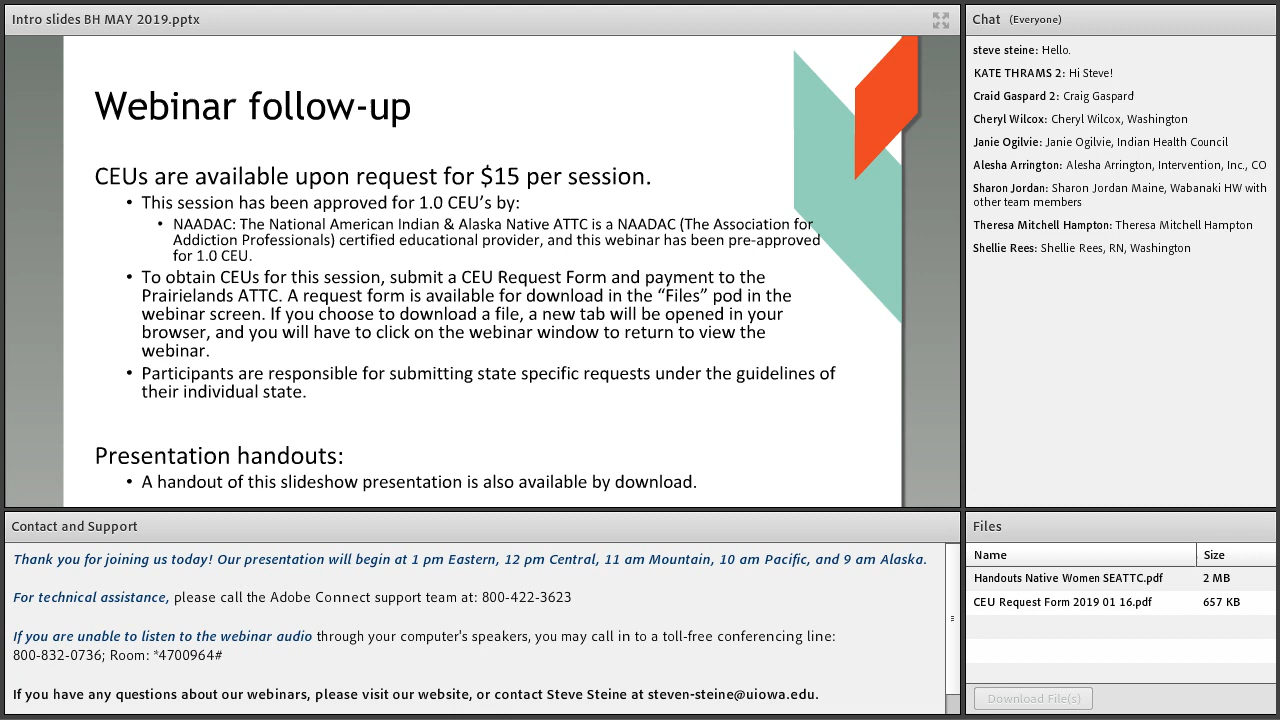 Intro slides BH MAY 2019.pptx
Webinar follow-up
CEUs are available upon request for $15 per session.
• This session has been approved for 1.0 CEU's by:
• NAADAC: The National American Indian & Alaska Native ATTC is a NAADAC (The Association for
Addiction Professionals) certified educational provider, and this webinar has been pre-approved
for 1.0 CEU.
• To obtain CEUs for this session, submit a CEU Request Form and payment to the
Prairielands ATTC. A request form is available for download in the “Files” pod in the
webinar screen. If you choose to download a file, a new tab will be opened in your
browser, and you will have to click on the webinar window to return to view the
webinar.
• Participants are responsible for submitting state specific requests under the guidelines of
their individual state.
Presentation handouts:
• A handout of this slideshow presentation is also available by download.
Chat (Everyone)
steve steine: Hello.
KATE THRAMS 2: Hi Steve!
Craid Gaspard 2: Craig Gaspard
Cheryl Wilcox: Cheryl Wilcox, Washington
Janie Ogilvie: Janie Ogilvie, Indian Health Council
Alesha Arrington: Alesha Arrington, Intervention, Inc., CO
Sharon Jordan: Sharon Jordan Maine, Wabanaki HW with
other team members
Theresa Mitchell Hampton: Theresa Mitchell Hampton
Shellie Rees: Shellie Rees, RN, Washington
Contact and Support
Thank you for joining us today! Our presentation will begin at 1 pm Eastern, 12 pm Central, 11 am Mountain, 10 am Pacific, and 9 am Alaska.
For technical assistance, please call the Adobe Connect support team at: 800-422-3623
If you are unable to listen to the webinar audio through your computer's speakers, you may call in to a toll-free conferencing line:
800-832-0736; Room: *4700964#
If you have any questions about our webinars, please visit our website, or contact Steve Steine at steven-steine@uiowa.edu.
Files
Name Size
Handouts Native Women SEATTC.pdf 2 MB
CEU Request Form 2019 01 16.pdf 657 KB
Download File(s)